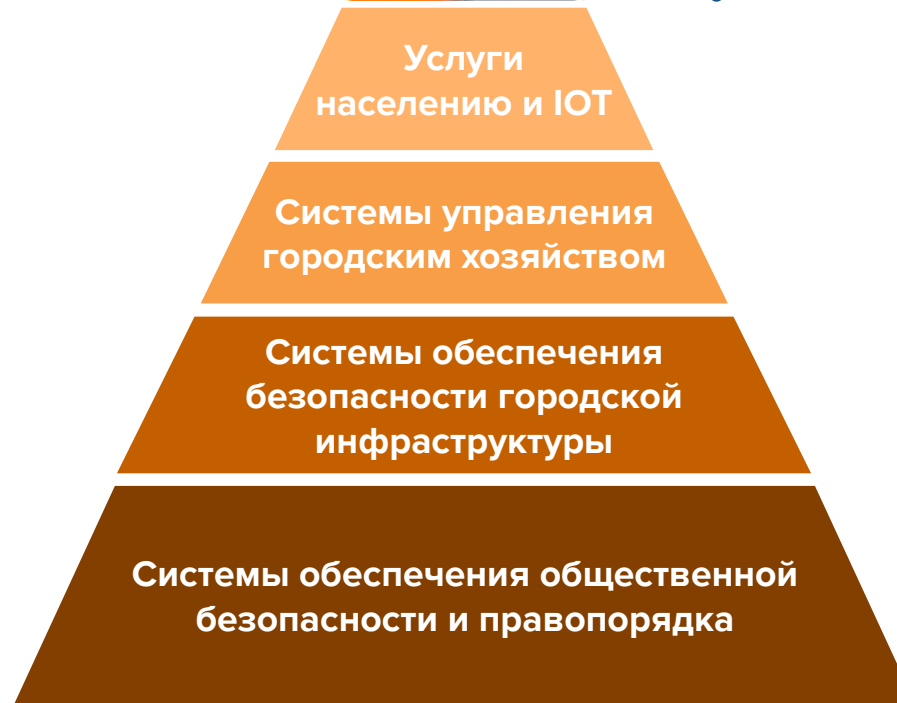 Услуги
населению и IOT
Системы управления
городским хозяйством
Системы обеспечения
безопасности городской
инфраструктуры
Системы обеспечения общественной
безопасности и правопорядка